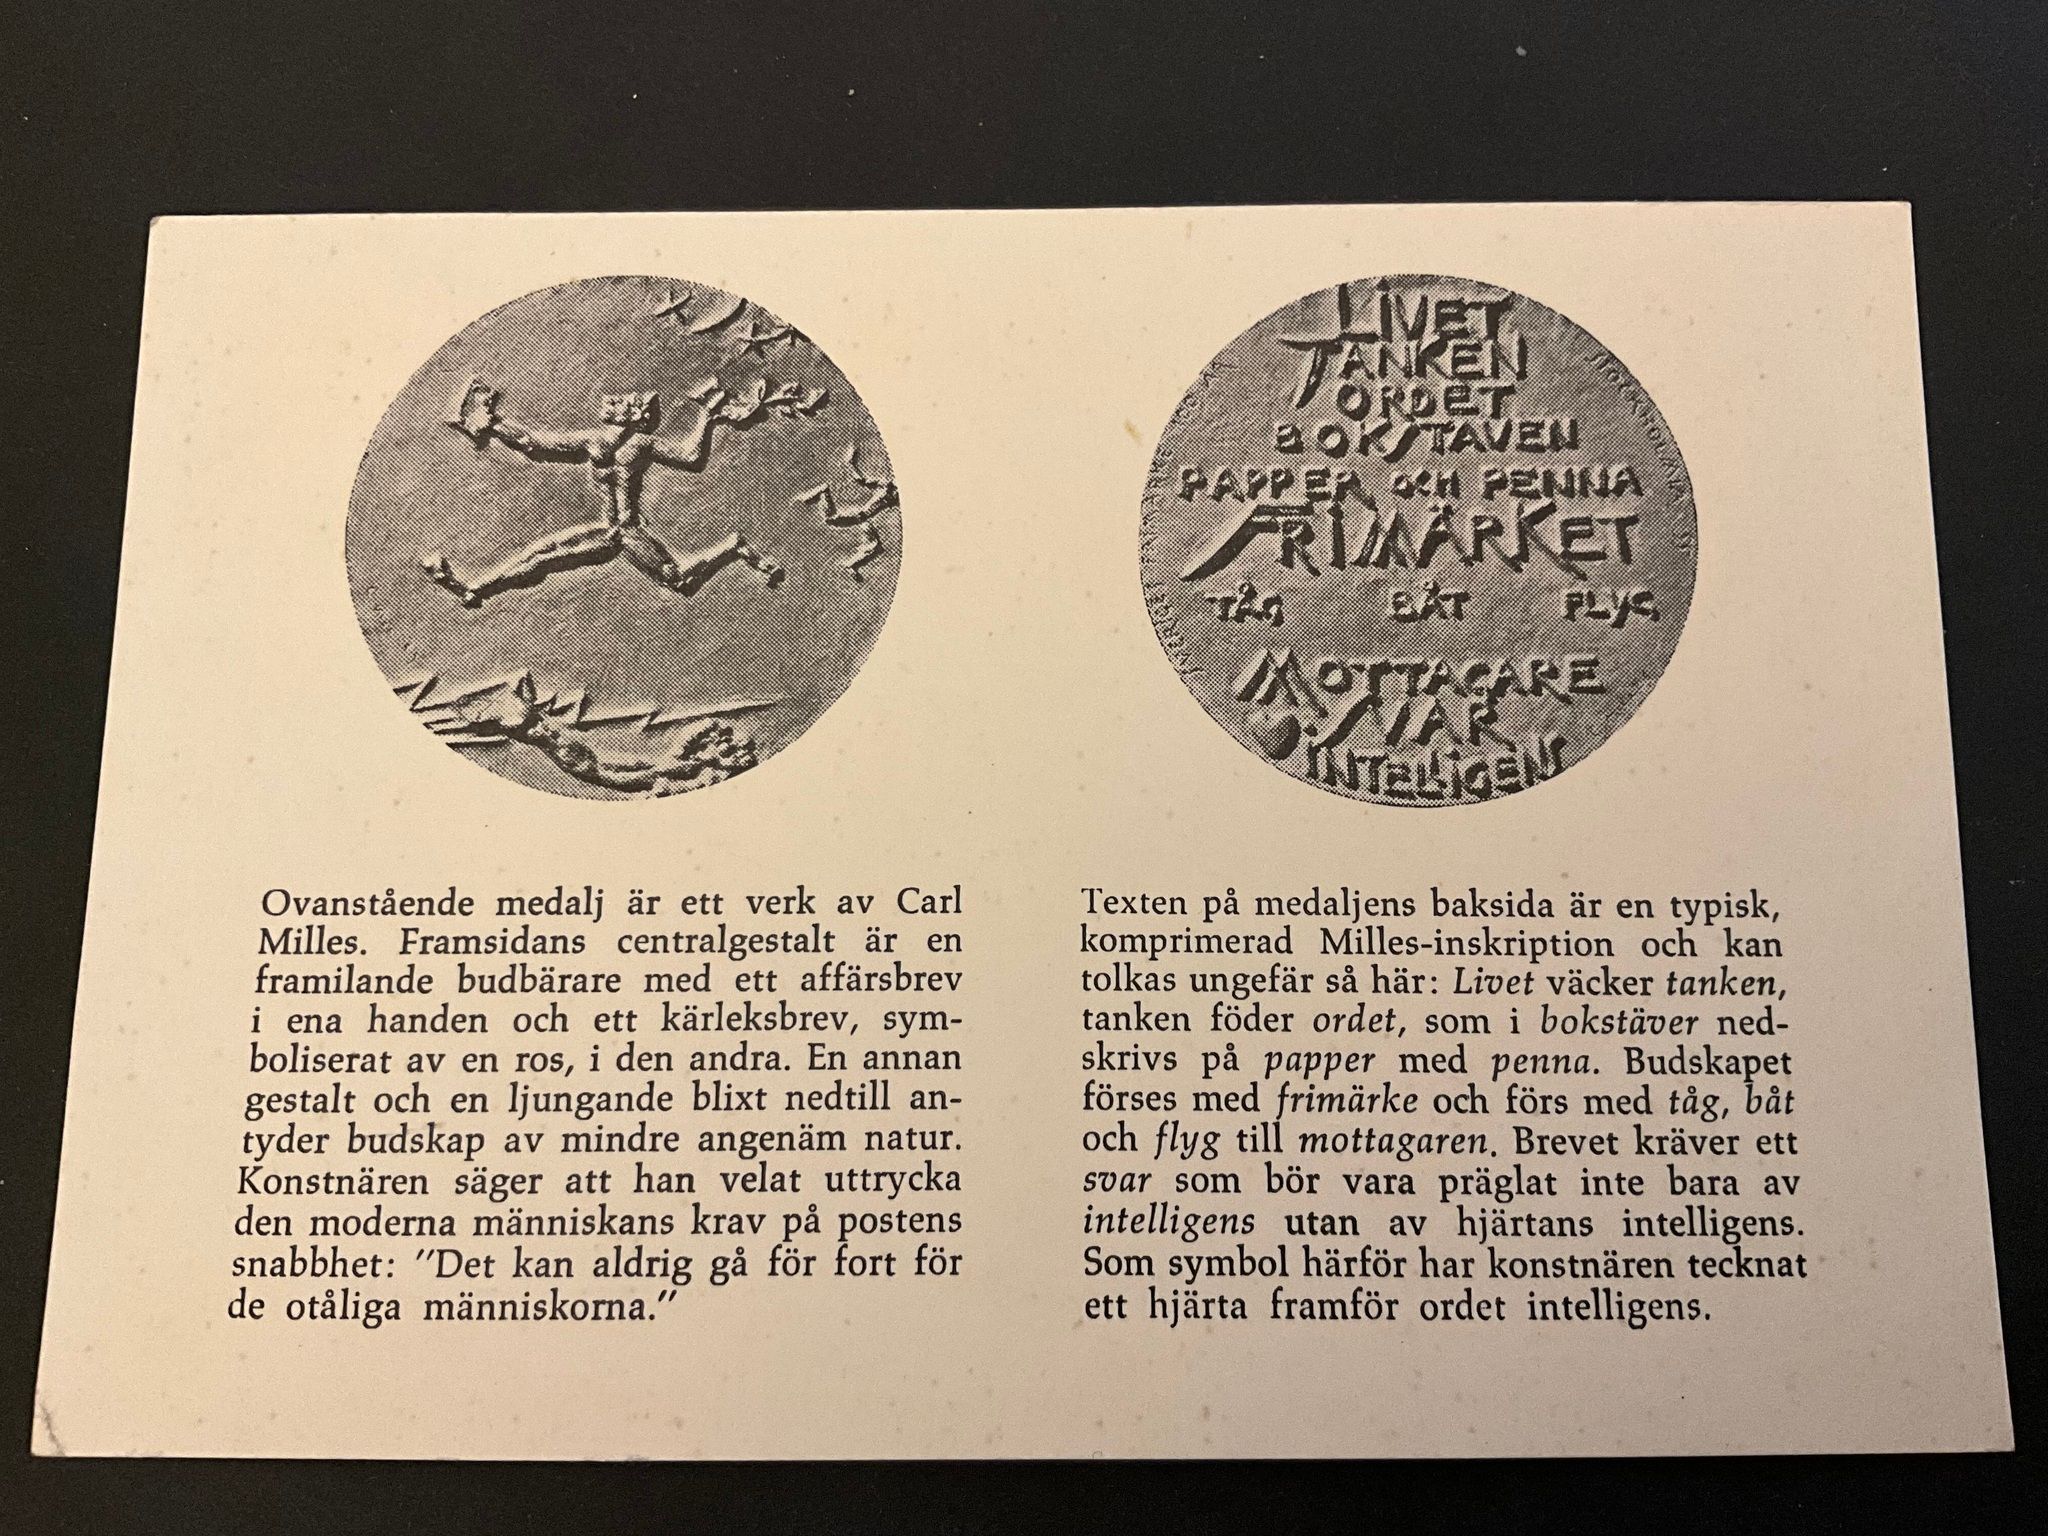 LIVET
TANKEN
ORDET
BOKSTAVEN
PAPPER OCH PENNA
FRIMÄRKET
TÅG BÅT FLYG
MOTTAGARE
SVAR
INTELLIGENS
Ovanstående medalj är ett verk av Carl
Milles. Framsidans centralgestalt är en
framilande budbärare med ett affärsbrev
i ena handen och ett kärleksbrev, sym-
boliserat av en ros, i den andra. En annan
gestalt och en ljungande blixt nedtill an-
tyder budskap av mindre angenäm natur.
Konstnären säger att han velat uttrycka
den moderna människans krav på postens
snabbhet: "Det kan aldrig gå för fort för
de otåliga människorna."
Texten på medaljens baksida är en typisk,
komprimerad Milles-inskription och kan
tolkas ungefär så här: Livet väcker tanken,
tanken föder ordet, som i bokstäver ned-
skrivs på papper med penna. Budskapet
förses med frimärke och förs med tåg, båt
och flyg till mottagaren. Brevet kräver ett
svar som bör vara präglat inte bara av
intelligens utan av hjärtans intelligens.
Som symbol härför har konstnären tecknat
ett hjärta framför ordet intelligens.